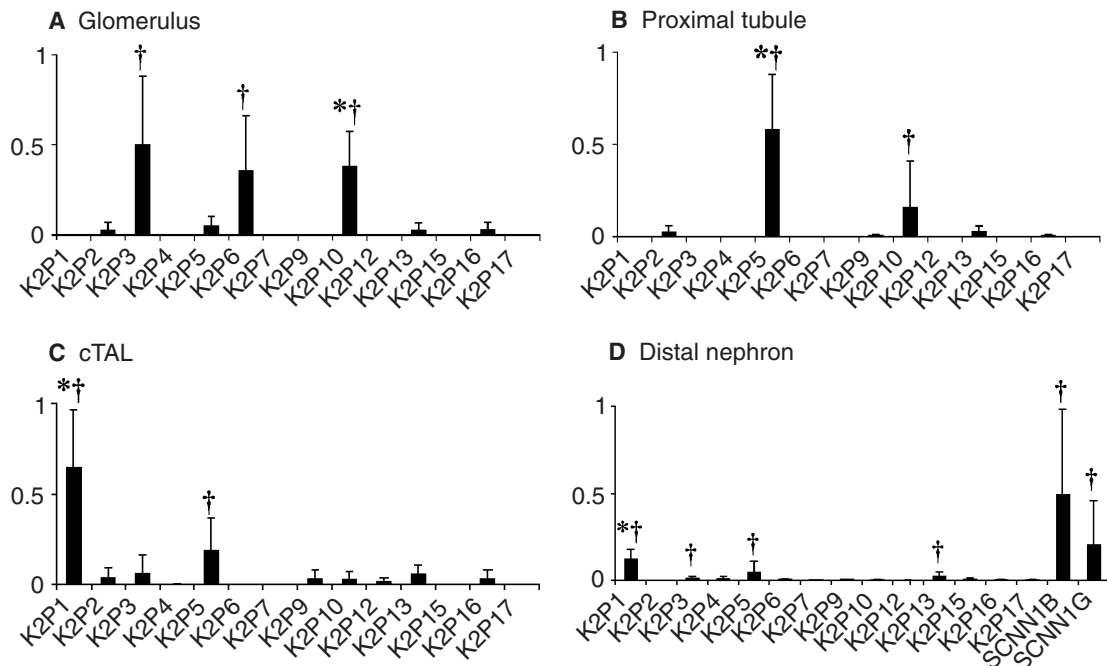 A Glomerulus
1
0.5
0
† † *†
K2P1 K2P2 K2P3 K2P4 K2P5 K2P6 K2P7 K2P9 K2P10 K2P12 K2P13 K2P15 K2P16 K2P17
B Proximal tubule
1
0.5
0
*† †
K2P1 K2P2 K2P3 K2P4 K2P5 K2P6 K2P7 K2P9 K2P10 K2P12 K2P13 K2P15 K2P16 K2P17
C cTAL
1
0.5
0
*† †
K2P1 K2P2 K2P3 K2P4 K2P5 K2P6 K2P7 K2P9 K2P10 K2P12 K2P13 K2P15 K2P16 K2P17
D Distal nephron
1
0.5
0
*† † † † † †
K2P1 K2P2 K2P3 K2P4 K2P5 K2P6 K2P7 K2P9 K2P10 K2P12 K2P13 K2P15 K2P16 K2P17 SCNN1B SCNN1G